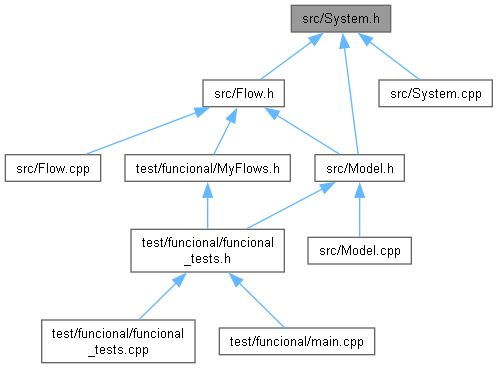 src/System.h
src/Flow.h
src/System.cpp
src/Flow.cpp
test/funcional/MyFlows.h
src/Model.h
test/funcional/funcional
_tests.h
src/Model.cpp
test/funcional/funcional
_tests.cpp
test/funcional/main.cpp